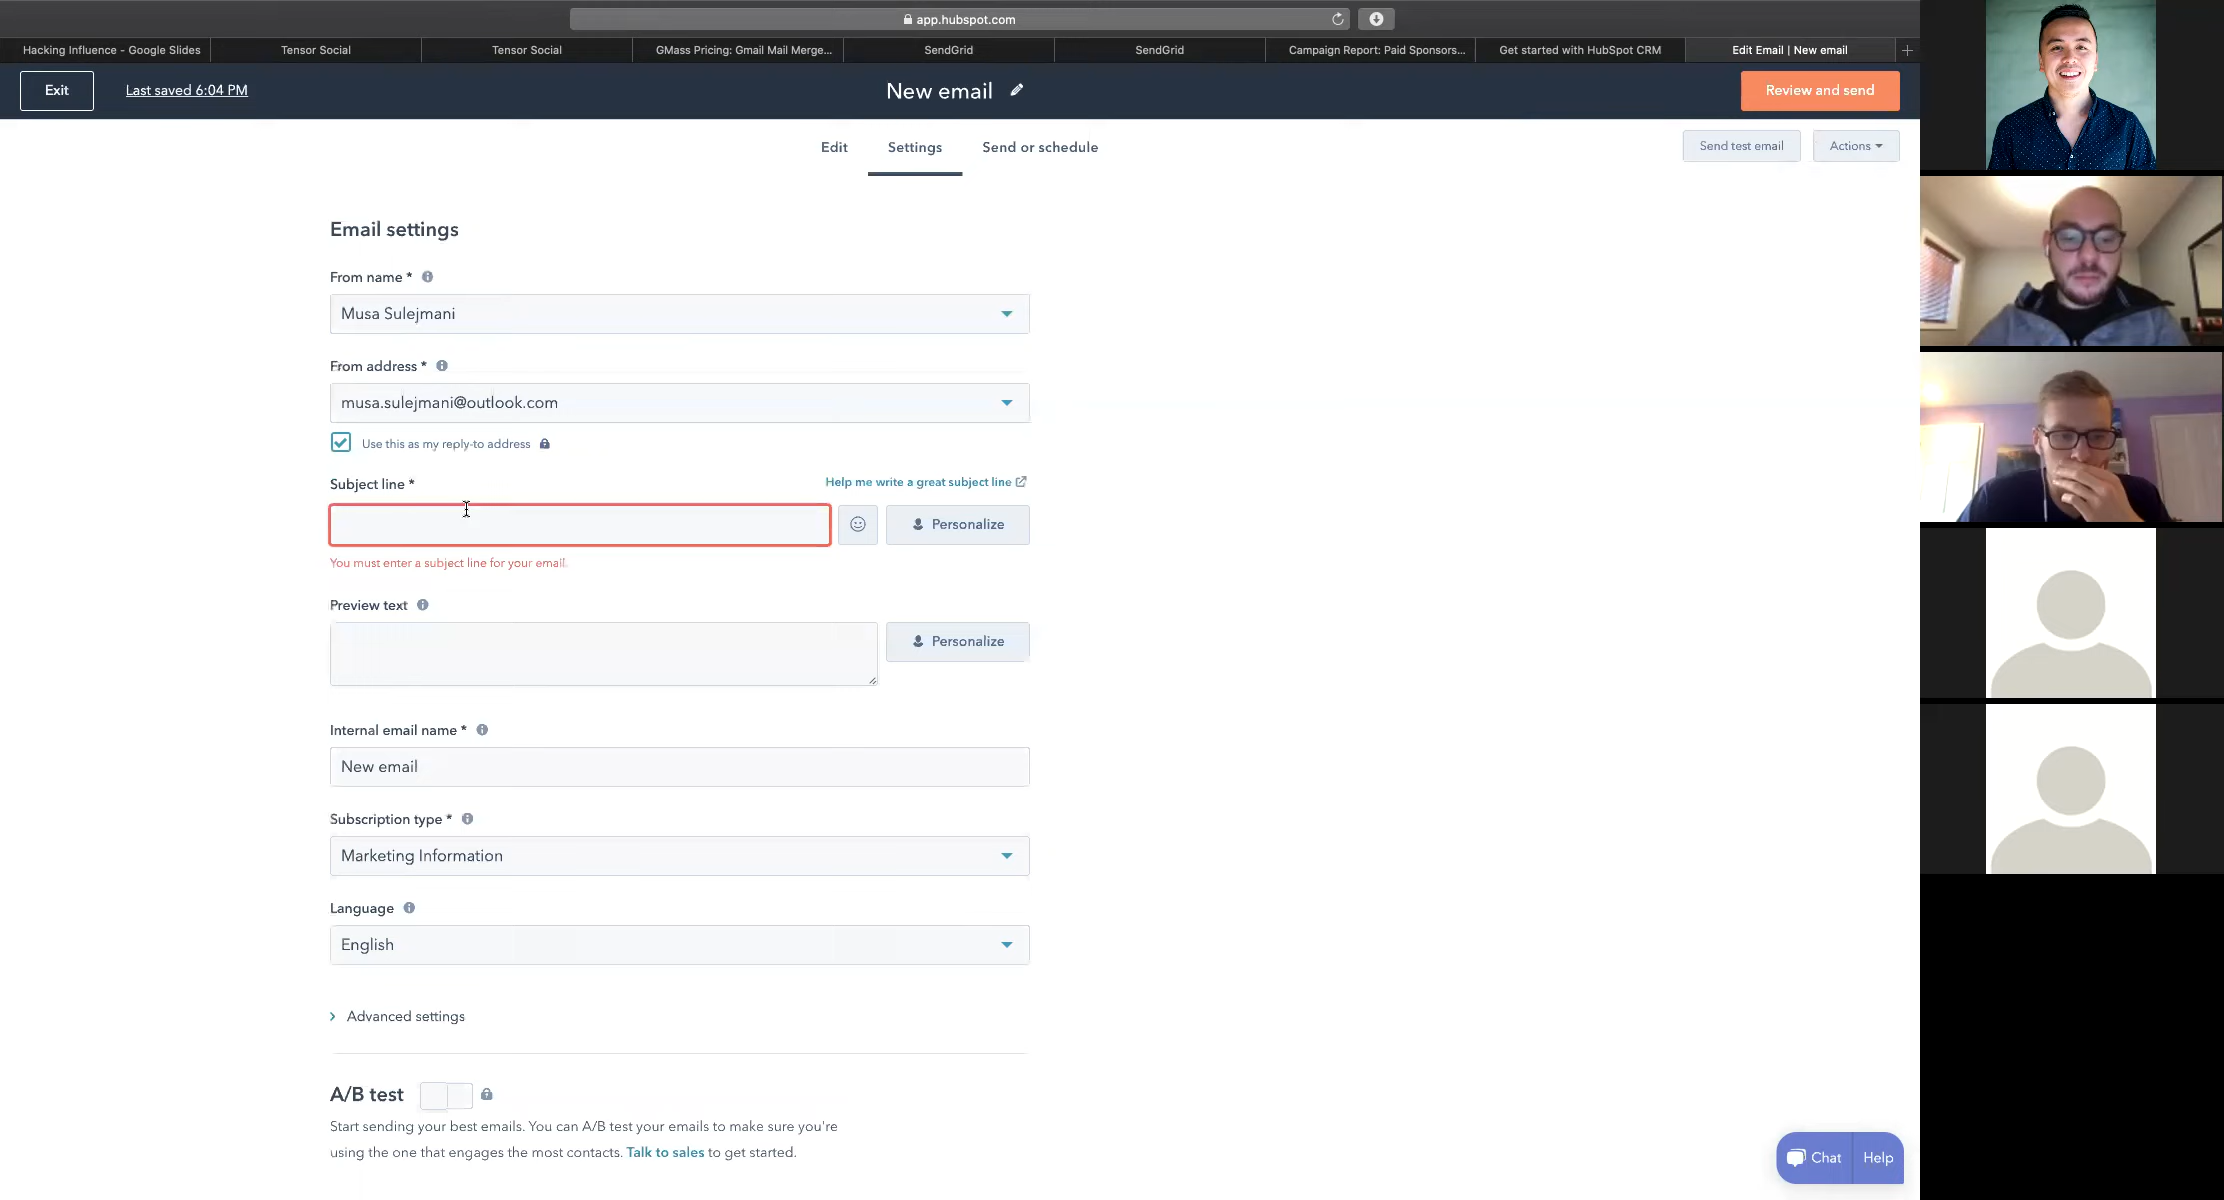 app.hubspot.com
Hacking Influence - Google Slides
Tensor Social
Tensor Social
GMass Pricing: Gmail Mail Merge...
SendGrid
SendGrid
Campaign Report: Paid Sponsors...
Get started with HubSpot CRM
Edit Email | New email
Exit
Last saved 6:04 PM
New email
Review and send
Edit
Settings
Send or schedule
Send test email
Actions
Email settings
From name *
Musa Sulejmani
From address *
musa.sulejmani@outlook.com
Use this as my reply-to address
Subject line *
Help me write a great subject line
Personalize
You must enter a subject line for your email.
Preview text
Personalize
Internal email name *
New email
Subscription type *
Marketing Information
Language
English
Advanced settings
A/B test
Start sending your best emails. You can A/B test your emails to make sure you're
using the one that engages the most contacts. Talk to sales to get started.
Chat
Help